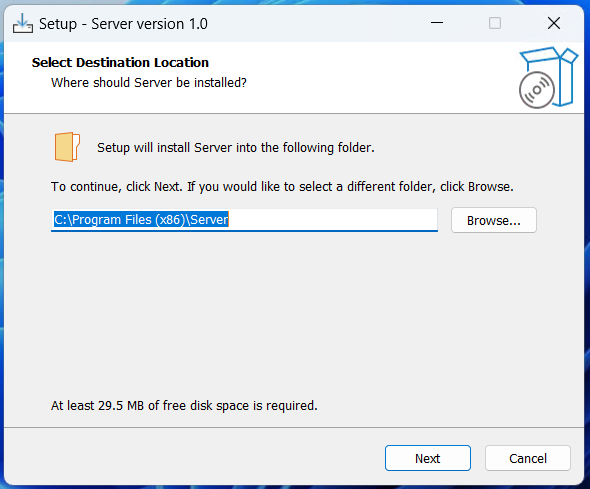 Setup - Server version 1.0
Select Destination Location
Where should Server be installed?
Setup will install Server into the following folder.
To continue, click Next. If you would like to select a different folder, click Browse.
C:\Program Files (x86)\Server
Browse...
At least 29.5 MB of free disk space is required.
Next
Cancel